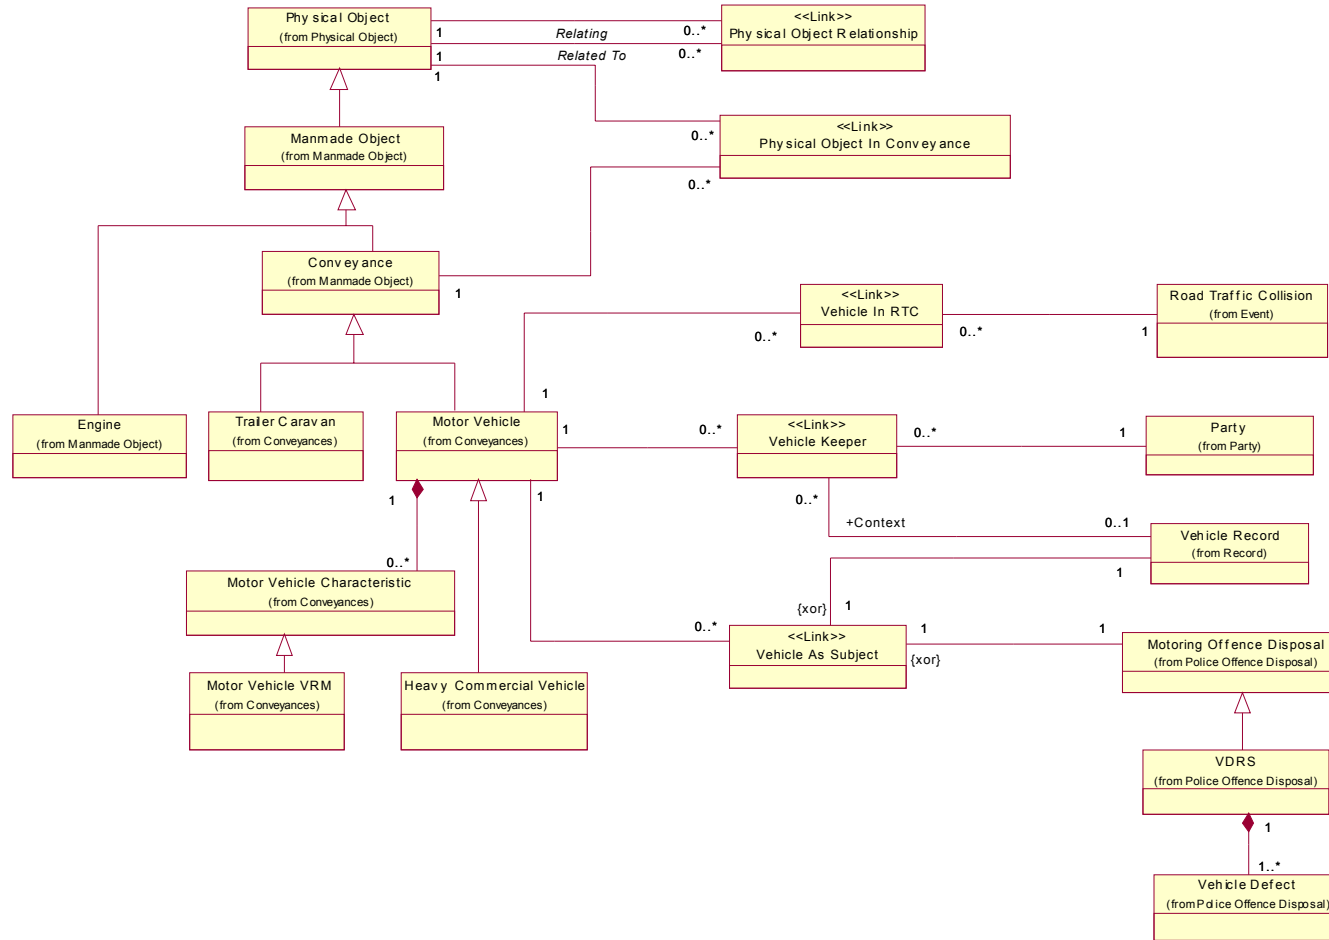 Physical Object
(from Physical Object)
<<Link>>
Physical Object Relationship
1
Relating
0..*
1
Related To
0..*
1
Manmade Object
(from Manmade Object)
<<Link>>
Physical Object In Conveyance
0..*
0..*
Conveyance
(from Manmade Object)
1
<<Link>>
Vehicle In RTC
Road Traffic Collision
(from Event)
0..*
0..*
1
1
Engine
(from Manmade Object)
Trailer Caravan
(from Conveyances)
Motor Vehicle
(from Conveyances)
1
0..*
<<Link>>
Vehicle Keeper
0..*
1
Party
(from Party)
1
1
0..*
+Context
0..1
Vehicle Record
(from Record)
0..*
Motor Vehicle Characteristic
(from Conveyances)
1
{xor}
1
0..*
<<Link>>
Vehicle As Subject
1
{xor}
1
Motoring Offence Disposal
(from Police Offence Disposal)
Motor Vehicle VRM
(from Conveyances)
Heavy Commercial Vehicle
(from Conveyances)
VDRS
(from Police Offence Disposal)
1
1..*
Vehicle Defect
(from Police Offence Disposal)